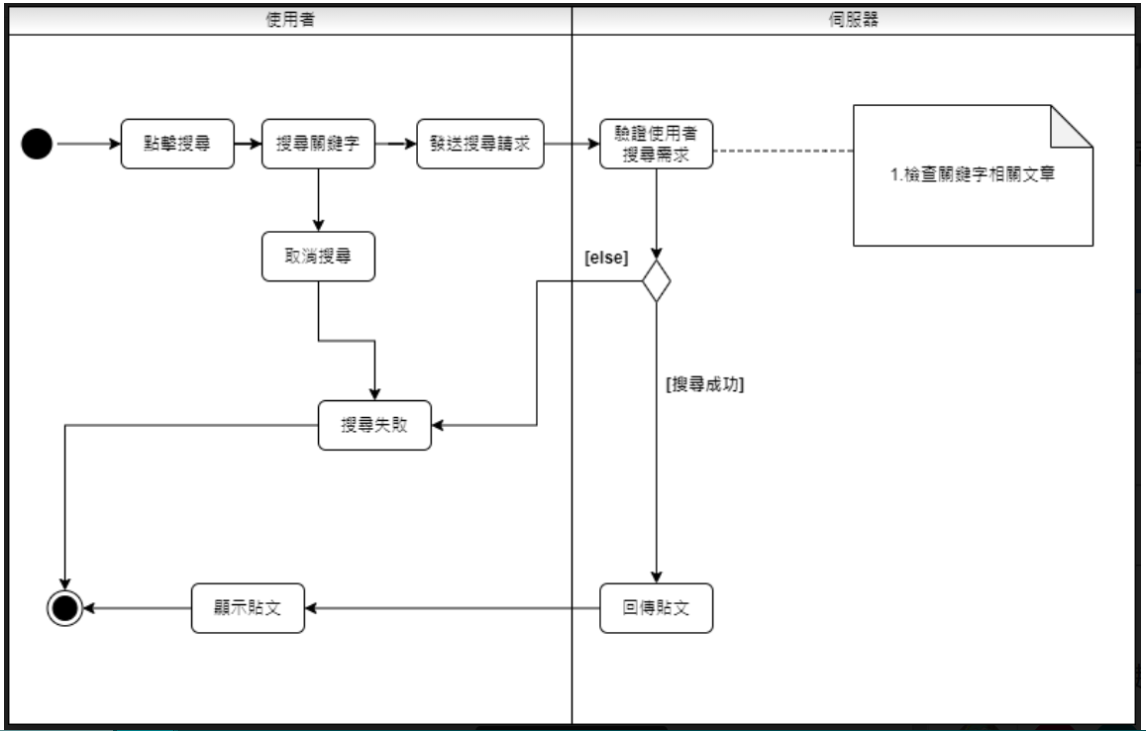 使用者
伺服器
點擊搜尋
搜尋關鍵字
發送搜尋請求
驗證使用者
搜尋需求
1.檢查關鍵字相關文章
取消搜尋
[else]
[搜尋成功]
搜尋失敗
顯示貼文
回傳貼文